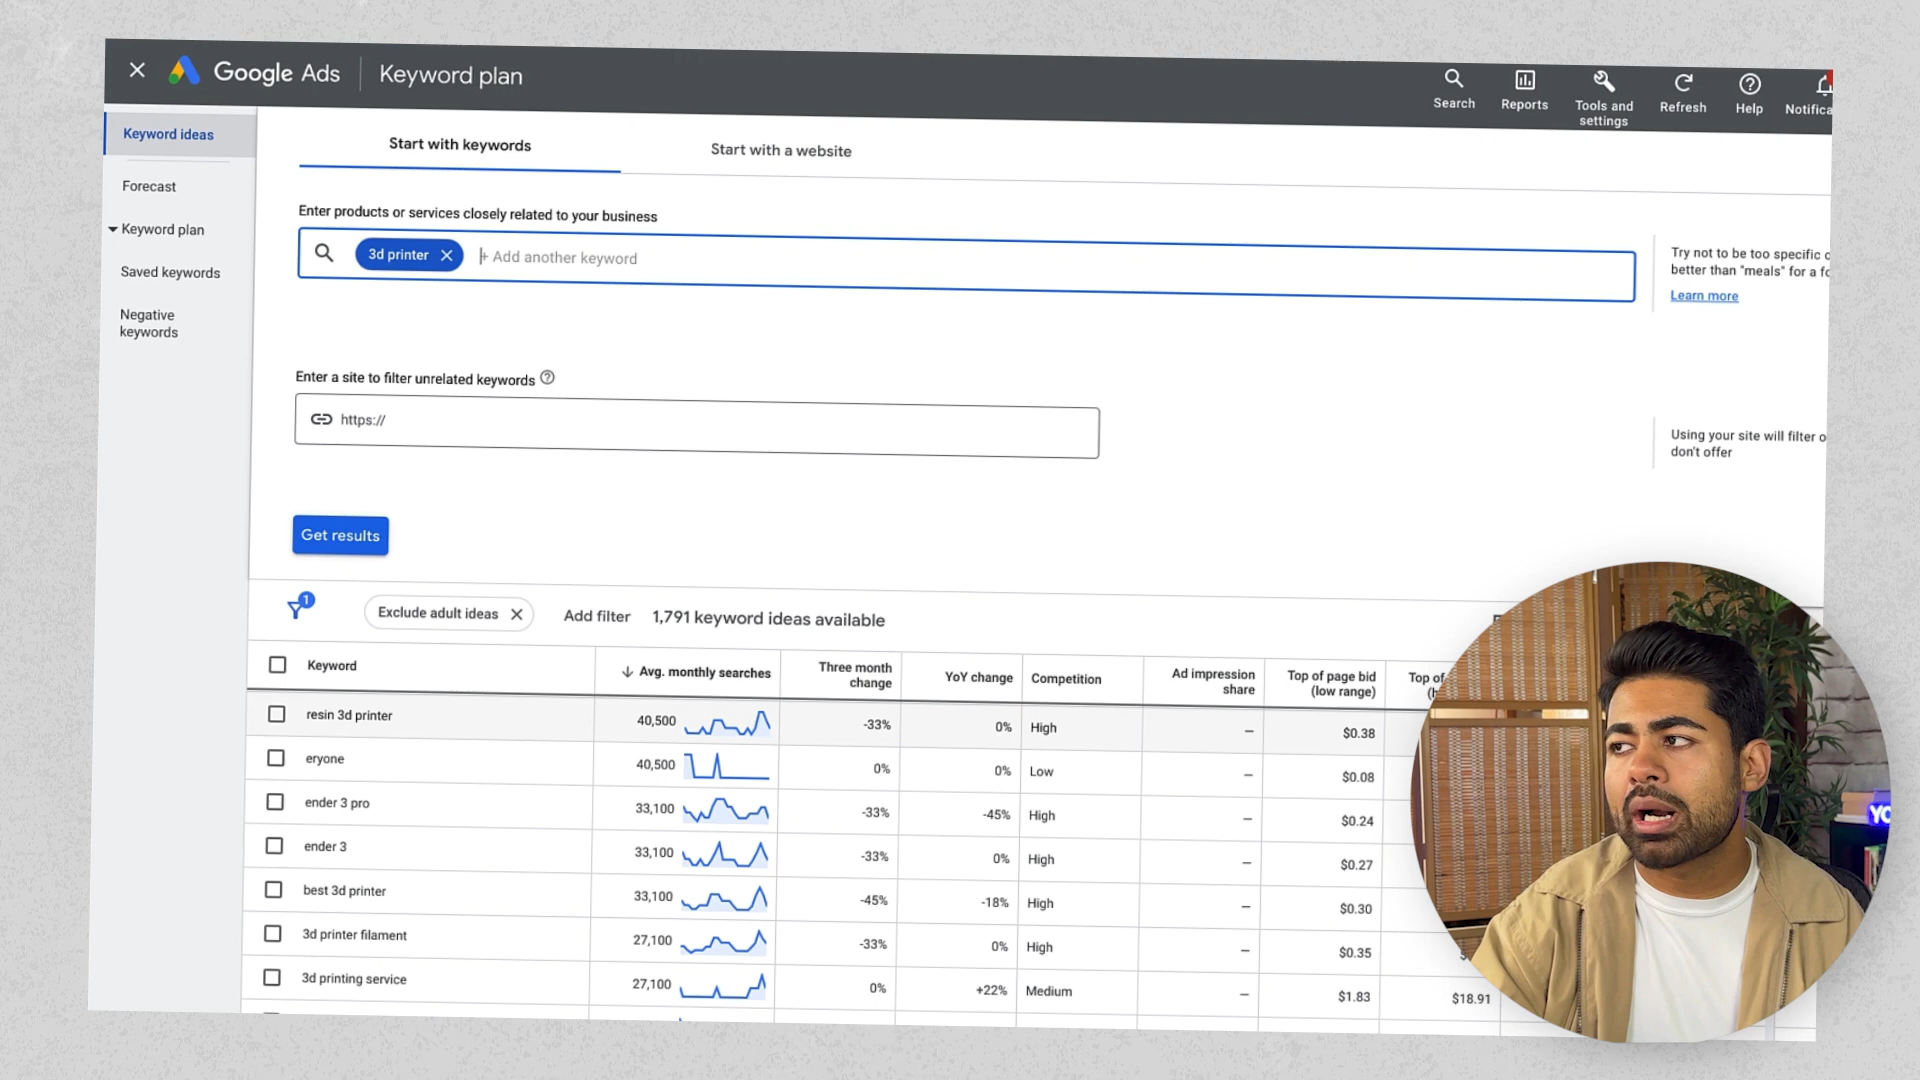 Google Ads Keyword plan
Search Reports Tools and settings Refresh Help
Keyword ideas
Forecast
Keyword plan
Saved keywords
Negative
keywords
Start with keywords Start with a website
Enter products or services closely related to your business
3d printer + Add another keyword
Try not to be too specific
better than "meals" for a
Learn more
Enter a site to filter unrelated keywords
https://
Using your site will filter
don't offer
Get results
1 Exclude adult ideas Add filter 1,791 keyword ideas available
Keyword Avg. monthly searches Three month change YoY change Competition Ad impression share Top of page bid (low range) Top of
resin 3d printer 40,500 -33% 0% High – $0.38
eryone 40,500 0% 0% Low – $0.08
ender 3 pro 33,100 -33% -45% High – $0.24
ender 3 33,100 -33% 0% High – $0.27
best 3d printer 33,100 -45% -18% High – $0.30
3d printer filament 27,100 -33% 0% High – $0.35
3d printing service 27,100 0% +22% Medium – $1.83 $18.91